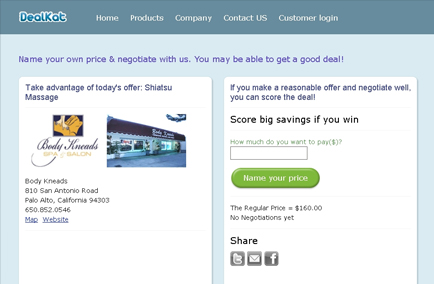 DealKat
Home Products Company Contact US Customer login
Name your own price & negotiate with us. You may be able to get a good deal!
Take advantage of today's offer: Shiatsu
Massage
Body Kneads
SPA & SALON
Body Kneads
Body Kneads
810 San Antonio Road
Palo Alto, California 94303
650.852.0546
Map Website
If you make a reasonable offer and negotiate well,
you can score the deal!
Score big savings if you win
How much do you want to pay($)?
Name your price
The Regular Price = $160.00
No Negotiations yet
Share